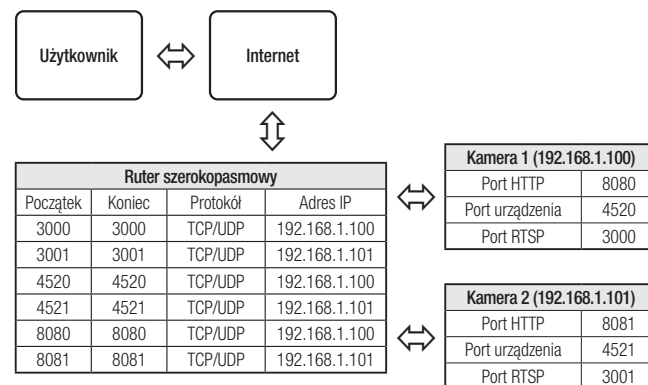 Użytkownik
Internet
Ruter szerokopasmowy
Początek Koniec Protokół Adres IP
3000 3000 TCP/UDP 192.168.1.100
3001 3001 TCP/UDP 192.168.1.101
4520 4520 TCP/UDP 192.168.1.100
4521 4521 TCP/UDP 192.168.1.101
8080 8080 TCP/UDP 192.168.1.100
8081 8081 TCP/UDP 192.168.1.101
Kamera 1 (192.168.1.100)
Port HTTP 8080
Port urządzenia 4520
Port RTSP 3000
Kamera 2 (192.168.1.101)
Port HTTP 8081
Port urządzenia 4521
Port RTSP 3001